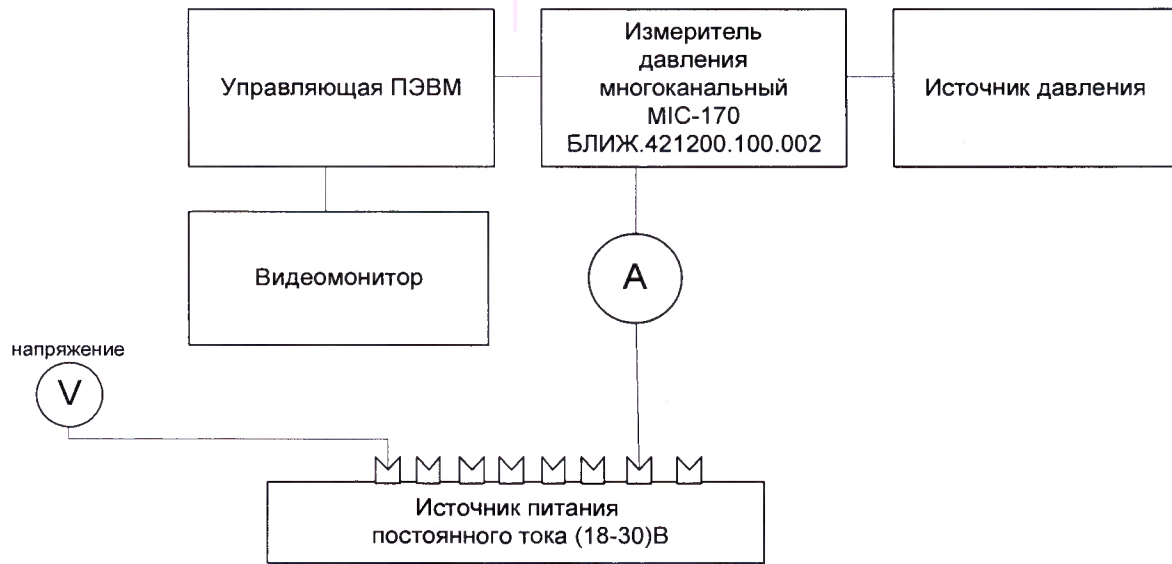 Управляющая ПЭВМ
Измеритель
давления
многоканальный
MIC-170
БЛИЖ.421200.100.002
Источник давления
Видеомонитор
А
напряжение
V
Источник питания
постоянного тока (18-30)В